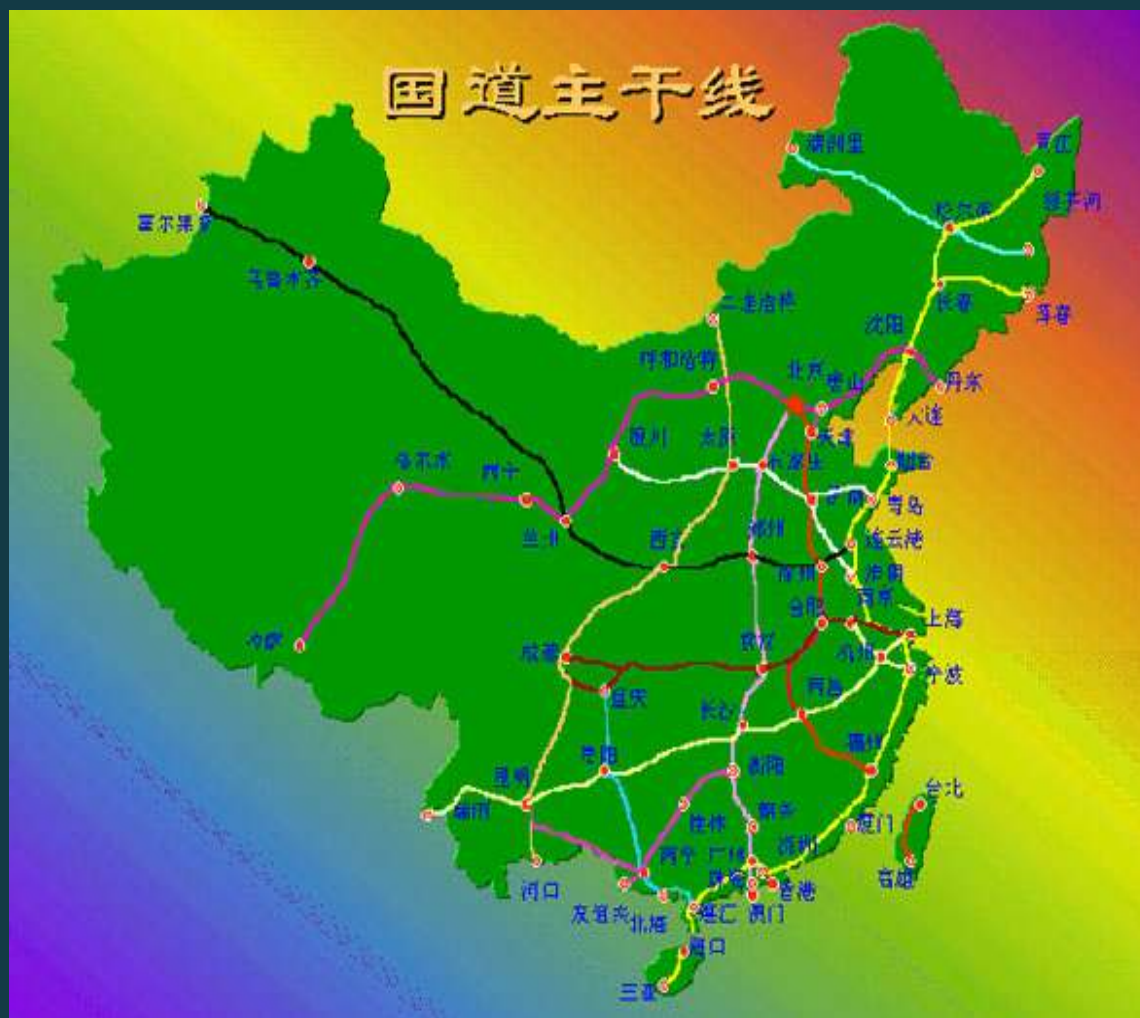 国道主干线
满洲里
同江
绥芬河
哈尔滨
霍尔果斯
乌鲁木齐
长春
珲春
二连浩特
沈阳
呼和浩特
北京
唐山
丹东
大连
天津
银川
太原
石家庄
烟台
格尔木
西宁
济南
青岛
兰州
西安
郑州
连云港
徐州
淮阴
合肥
南京
上海
拉萨
成都
武汉
杭州
宁波
重庆
南昌
长沙
福州
贵阳
衡阳
昆明
台北
瑞丽
桂林
韶关
厦门
深圳
南宁
广州
珠海
高雄
河口
香港
友谊关
北海
湛江
澳门
海口
三亚